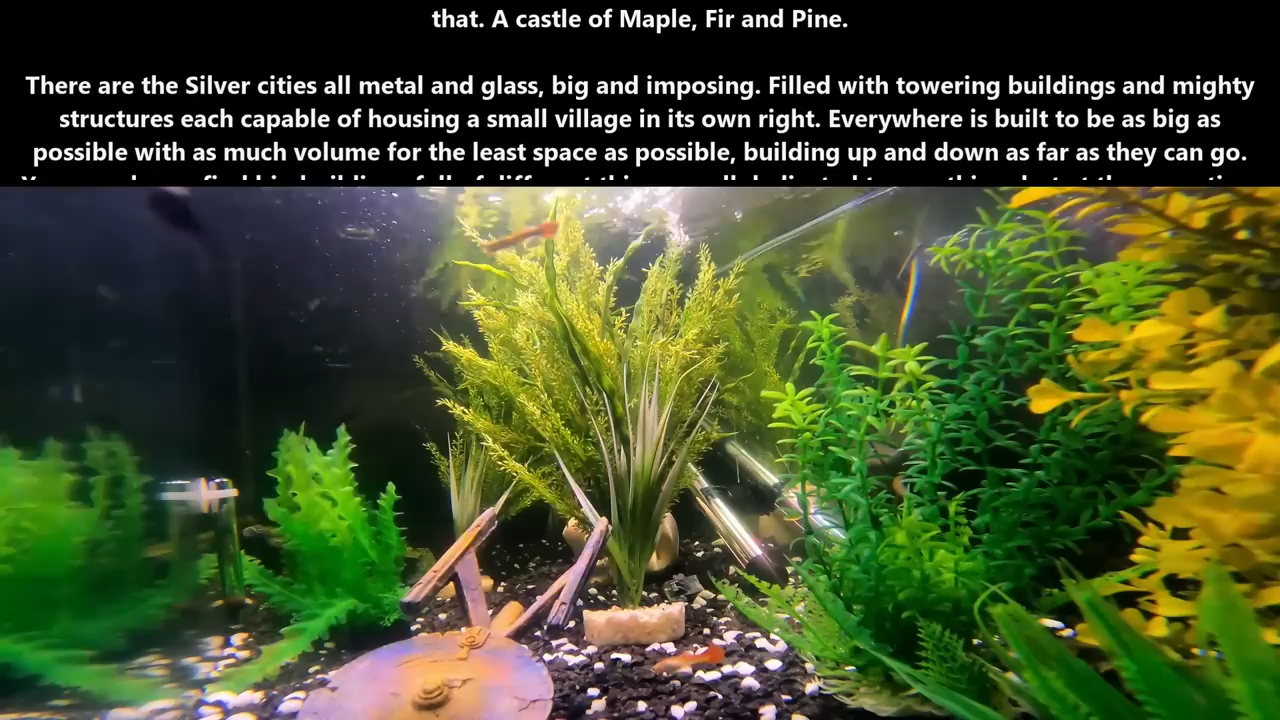 that. A castle of Maple, Fir and Pine.
There are the Silver cities all metal and glass, big and imposing. Filled with towering buildings and mighty
structures each capable of housing a small village in its own right. Everywhere is built to be as big as
possible with as much volume for the least space as possible, building up and down as far as they can go.